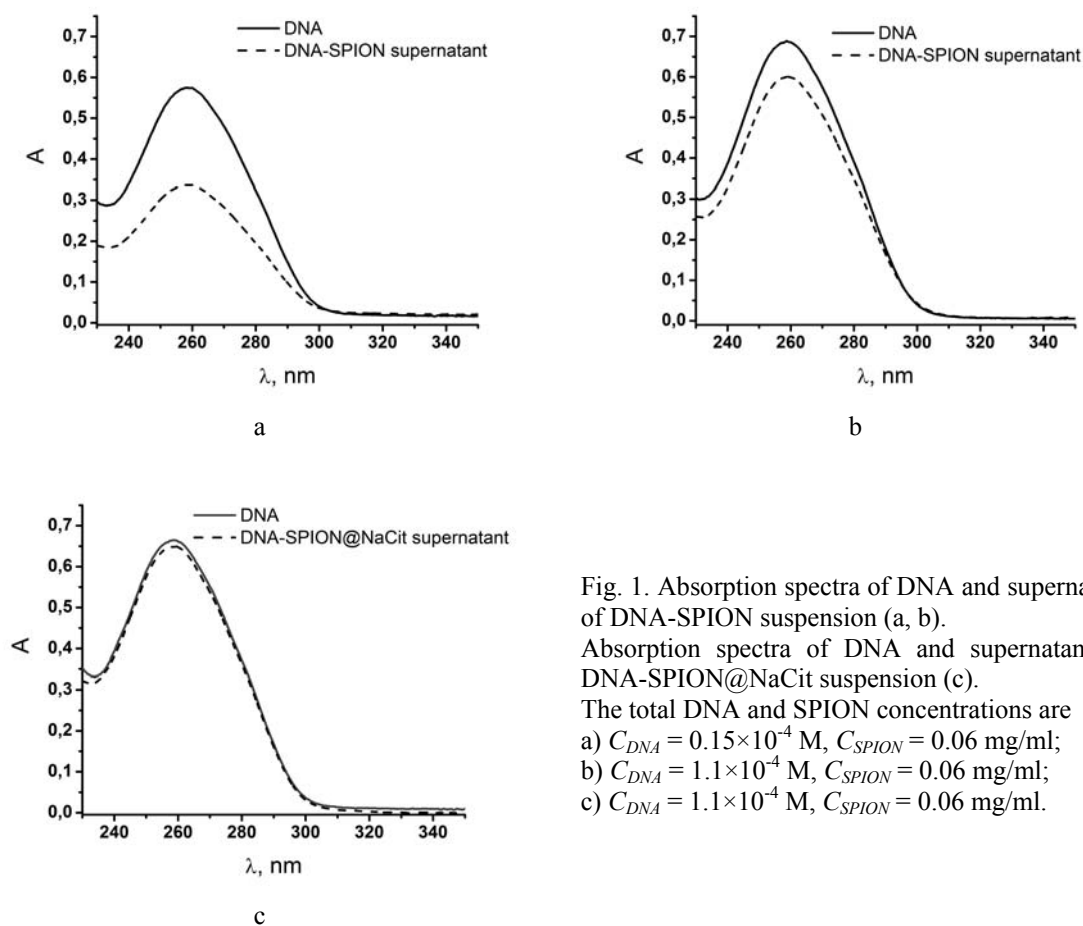 DNA
DNA-SPION supernatant
0,7
0,6
0,5
0,4
0,3
0,2
0,1
0,0
A
240 260 280 300 320 340
λ, nm
a
DNA
DNA-SPION supernatant
0,7
0,6
0,5
0,4
0,3
0,2
0,1
0,0
A
240 260 280 300 320 340
λ, nm
b
DNA
DNA-SPION@NaCit supernatant
0,7
0,6
0,5
0,4
0,3
0,2
0,1
0,0
A
240 260 280 300 320 340
λ, nm
c
Fig. 1. Absorption spectra of DNA and
of DNA-SPION suspension (a, b).
Absorption spectra of DNA and
DNA-SPION@NaCit suspension (c).
The total DNA and SPION concentrations are
a) C_DNA = 0.15×10⁻⁴ M, C_SPION = 0.06 mg/ml;
b) C_DNA = 1.1×10⁻⁴ M, C_SPION = 0.06 mg/ml;
c) C_DNA = 1.1×10⁻⁴ M, C_SPION = 0.06 mg/ml.